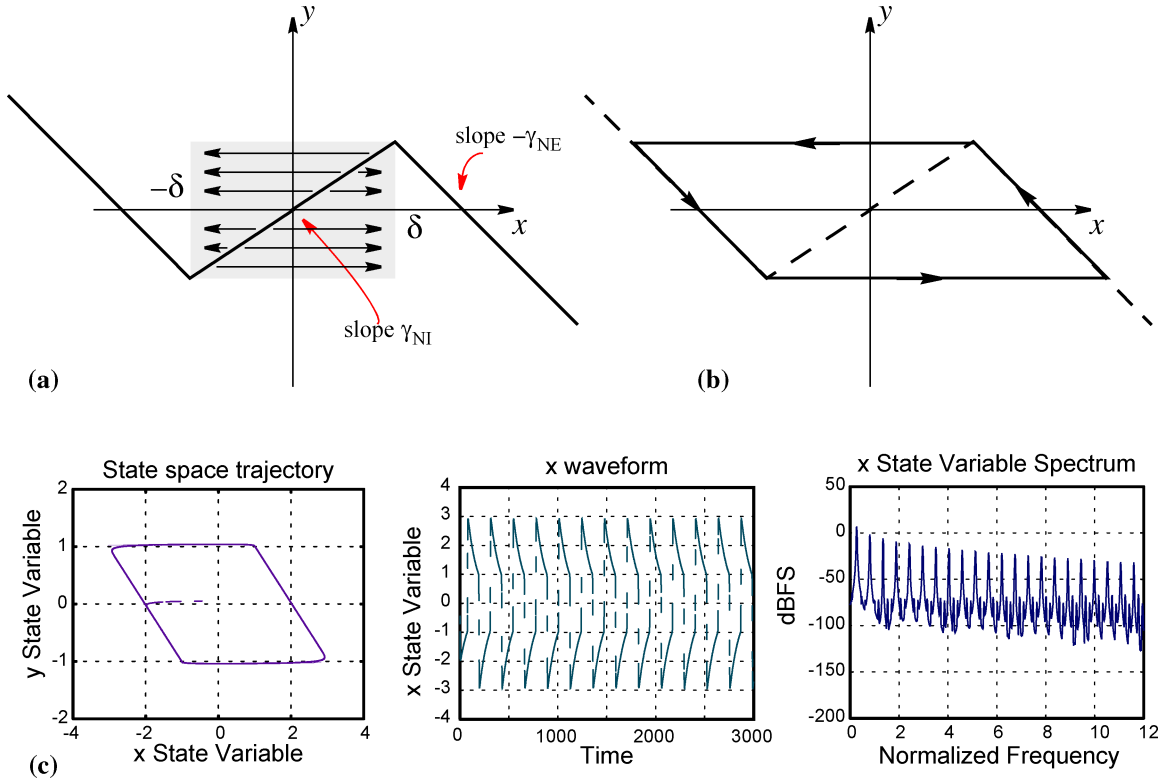 y
slope −γNE
−δ
δ
x
slope γNI
(a)
y
x
(b)
State space trajectory
y State Variable
2
1
0
-1
-2
-4
-2
0
2
4
x State Variable
x waveform
x State Variable
4
3
2
1
0
-1
-2
-3
-4
0
1000
2000
3000
Time
x State Variable Spectrum
dBFS
50
0
-50
-100
-150
-200
0
2
4
6
8
10
12
Normalized Frequency
(c)